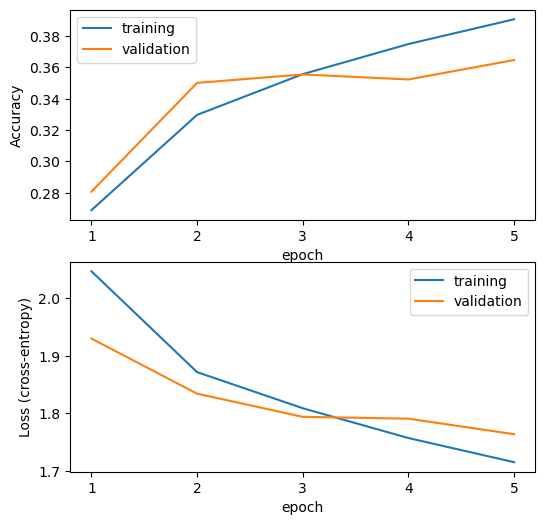 training
validation
0.38
0.36
0.34
0.32
0.30
0.28
Accuracy
1 2 3 4 5
epoch
training
validation
2.0
1.9
1.8
1.7
Loss (cross-entropy)
1 2 3 4 5
epoch